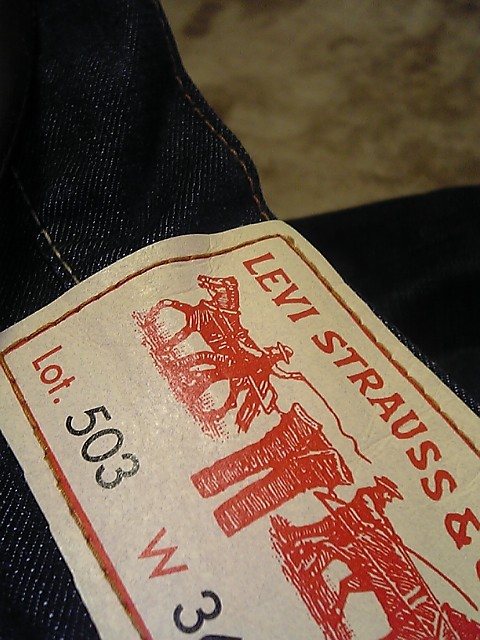 LEVI STRAUSS &
Lot. 503
W 3